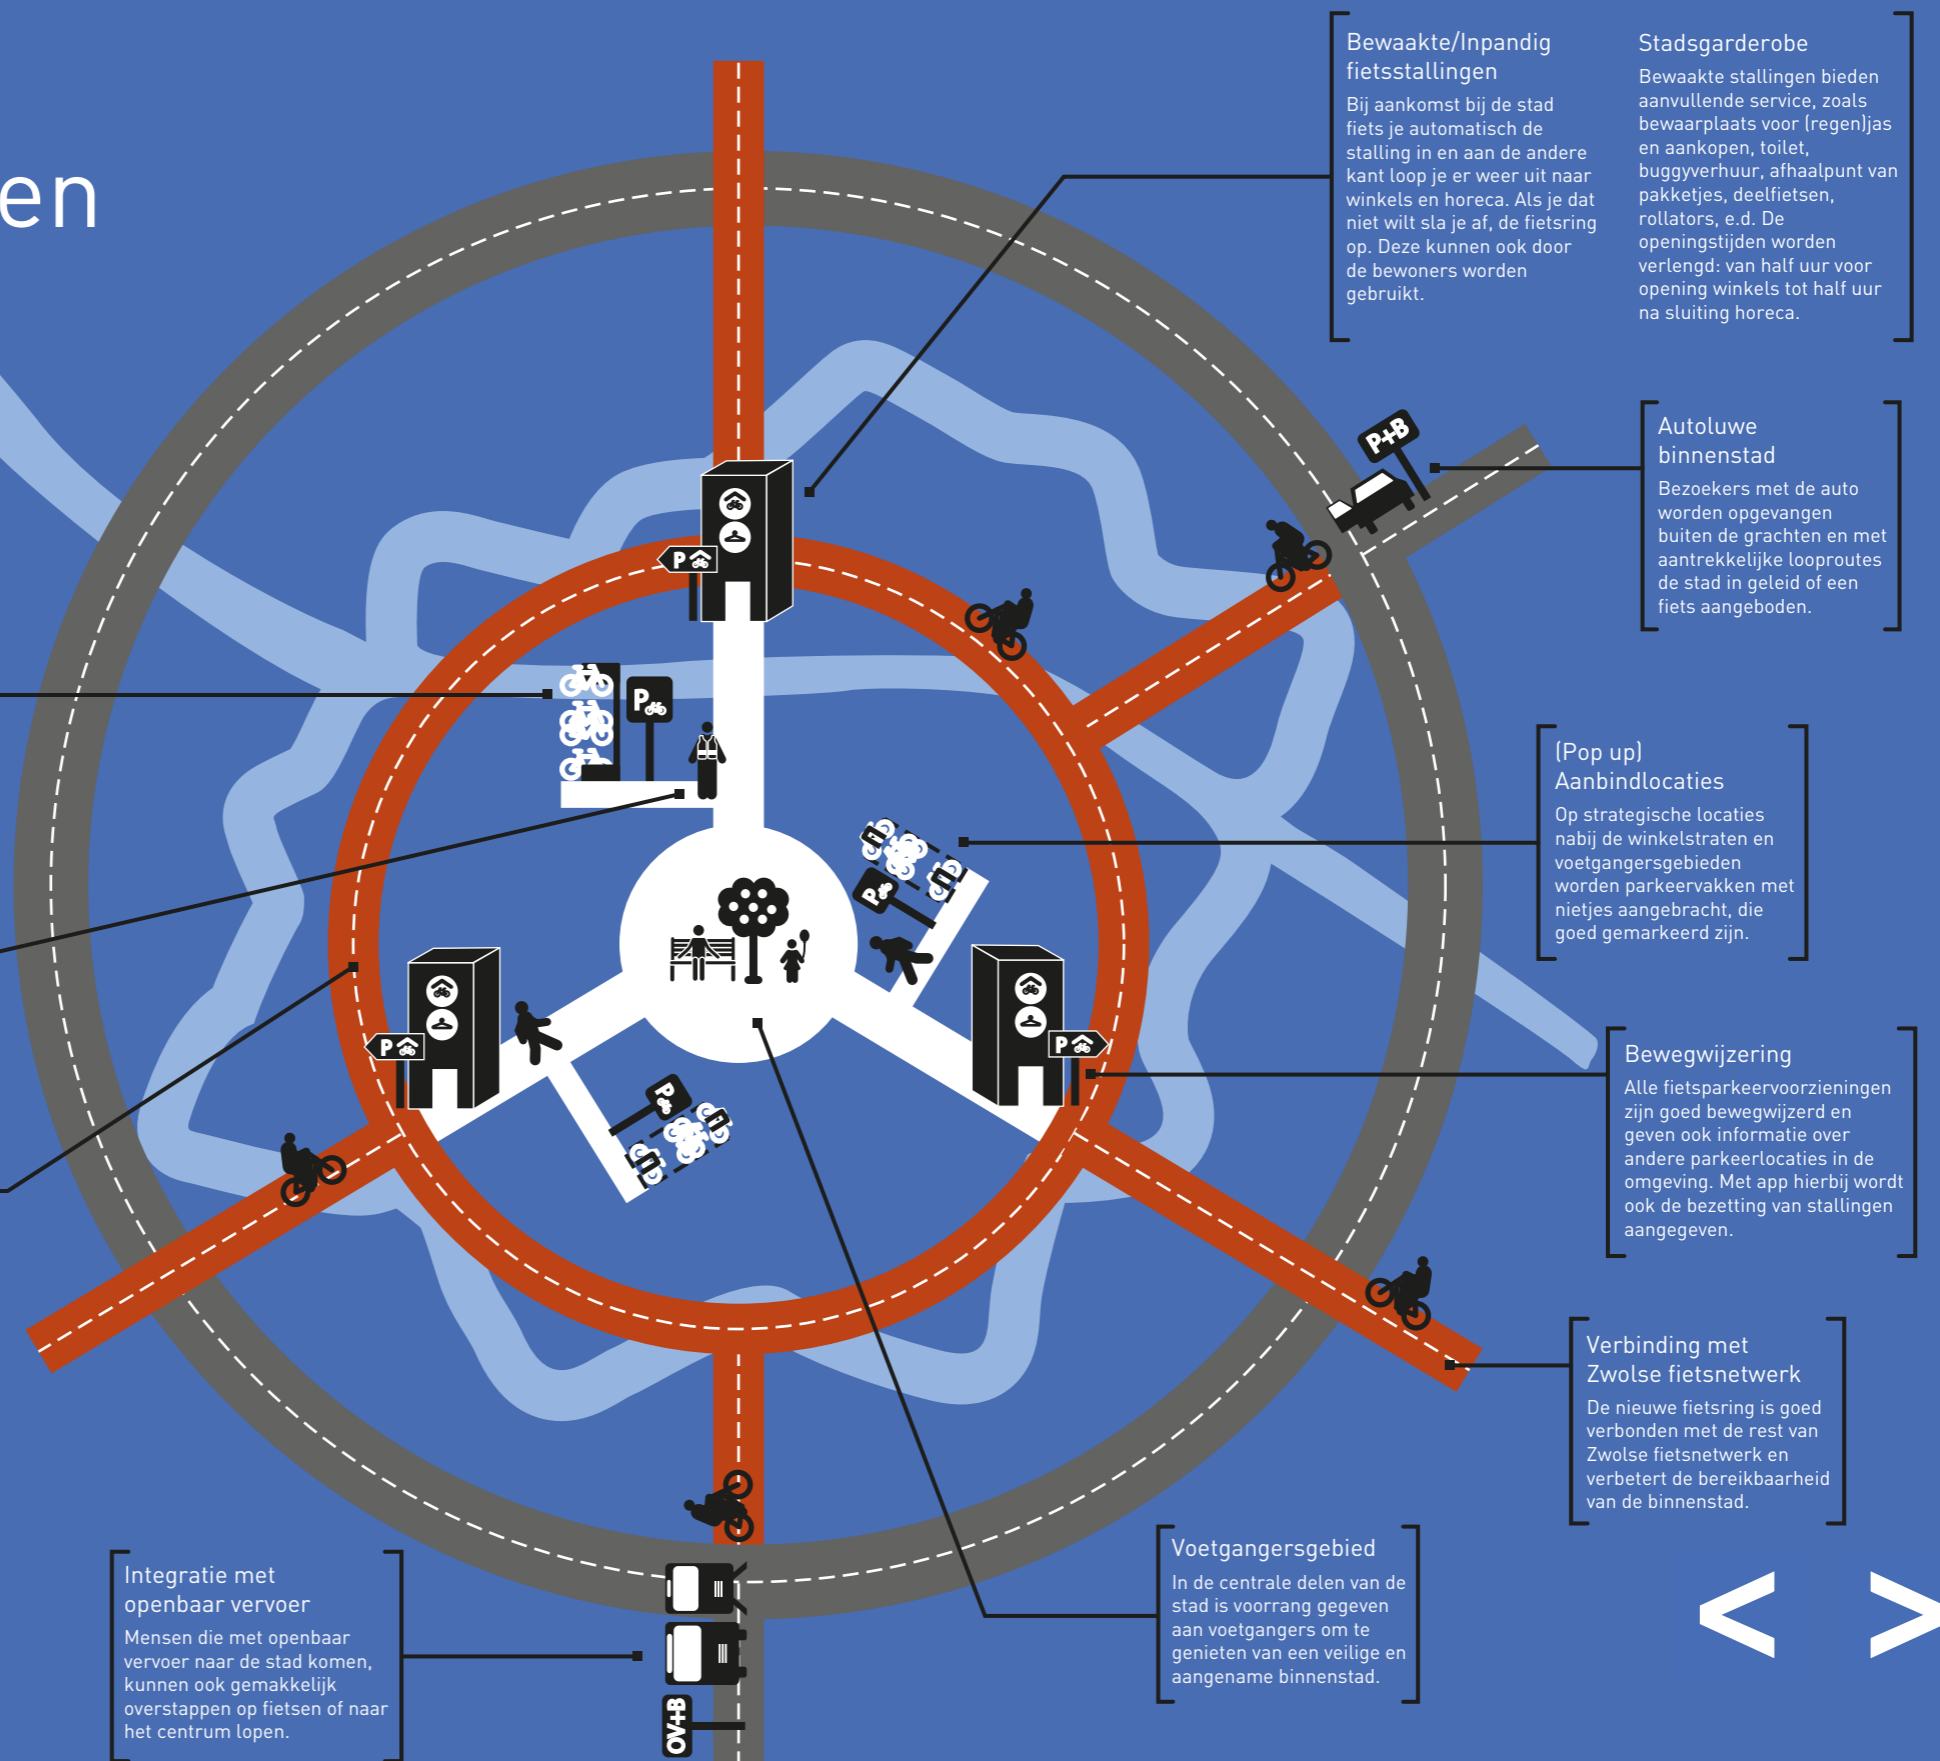 en
Bewaakte/Inpandig
fietsstallingen
Bij aankomst bij de stad
fiets je automatisch de
stalling in en aan de andere
kant loop je er weer uit naar
winkels en horeca. Als je dat
niet wilt sla je af, de fietsring
op. Deze kunnen ook door
de bewoners worden
gebruikt.
Stadsgarderobe
Bewaakte stallingen bieden
aanvullende service, zoals
bewaarplaats voor (regen)jas
en aankopen, toilet,
buggyverhuur, afhaalpunt van
pakketjes, deelfietsen,
rollators, e.d. De
openingstijden worden
verlengd: van half uur voor
opening winkels tot half uur
na sluiting horeca.
P+B
Autoluwe
binnenstad
Bezoekers met de auto
worden opgevangen
buiten de grachten en met
aantrekkelijke looproutes
de stad in geleid of een
fiets aangeboden.
P
P
(Pop up)
Aanbindlocaties
Op strategische locaties
nabij de winkelstraten en
voetgangersgebieden
worden parkeervakken met
nietjes aangebracht, die
goed gemarkeerd zijn.
P
P
P
P
Bewegwijzering
Alle fietsparkeervoorzieningen
zijn goed bewegwijzerd en
geven ook informatie over
andere parkeerlocaties in de
omgeving. Met app hierbij wordt
ook de bezetting van stallingen
aangegeven.
Verbinding met
Zwolse fietsnetwerk
De nieuwe fietsring is goed
verbonden met de rest van
Zwolse fietsnetwerk en
verbetert de bereikbaarheid
van de binnenstad.
Voetgangersgebied
In de centrale delen van de
stad is voorrang gegeven
aan voetgangers om te
genieten van een veilige en
aangename binnenstad.
Integratie met
openbaar vervoer
Mensen die met openbaar
vervoer naar de stad komen,
kunnen ook gemakkelijk
overstappen op fietsen of naar
het centrum lopen.
OV+B
< >